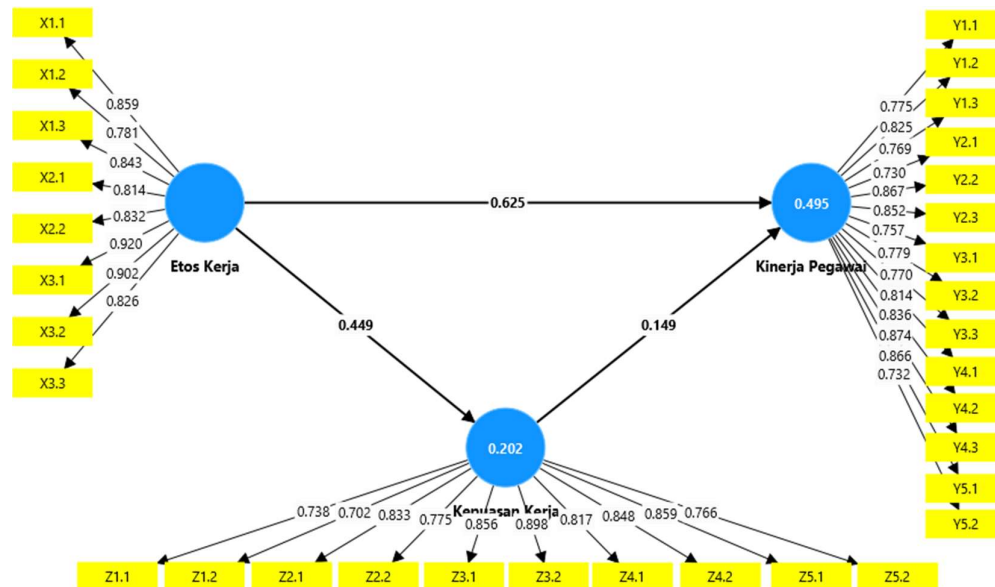 X1.1
X1.2
X1.3
X2.1
X2.2
X3.1
X3.2
X3.3
0.859
0.781
0.843
0.814
0.832
0.920
0.902
0.826
Etos Kerja
0.625
0.449
0.149
0.495
Kinerja Pegawai
0.775
0.825
0.769
0.730
0.867
0.852
0.757
0.779
0.770
0.814
0.836
0.874
0.866
0.732
Y1.1
Y1.2
Y1.3
Y2.1
Y2.2
Y2.3
Y3.1
Y3.2
Y3.3
Y4.1
Y4.2
Y4.3
Y5.1
Y5.2
0.202
Kepuasan Kerja
0.738
0.702
0.833
0.775
0.856
0.898
0.817
0.848
0.859
0.766
Z1.1
Z1.2
Z2.1
Z2.2
Z3.1
Z3.2
Z4.1
Z4.2
Z5.1
Z5.2